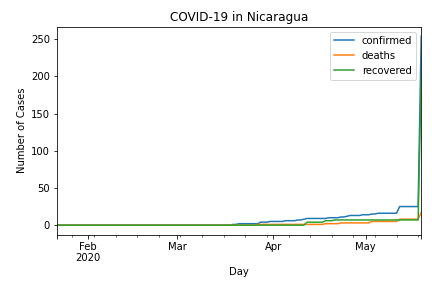 COVID-19 in Nicaragua
confirmed
deaths
recovered
250
200
150
100
50
0
Number of Cases
Feb
2020
Mar
Apr
May
Day